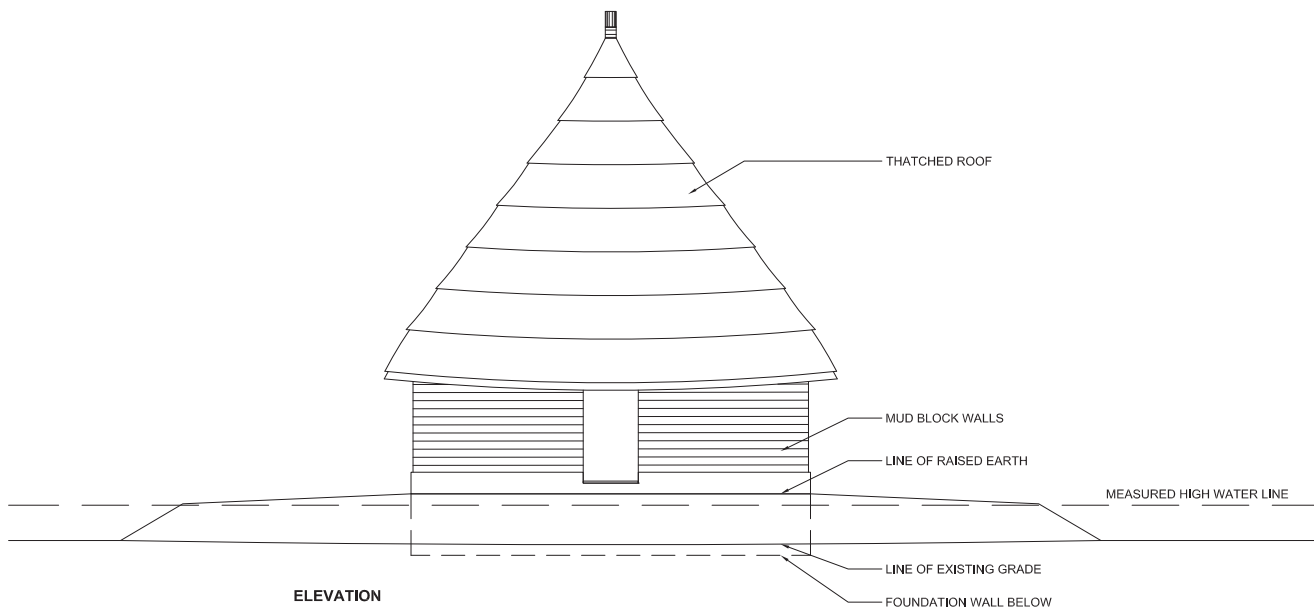 THATCHED ROOF
MUD BLOCK WALLS
LINE OF RAISED EARTH
MEASURED HIGH WATER LINE
LINE OF EXISTING GRADE
ELEVATION
FOUNDATION WALL BELOW